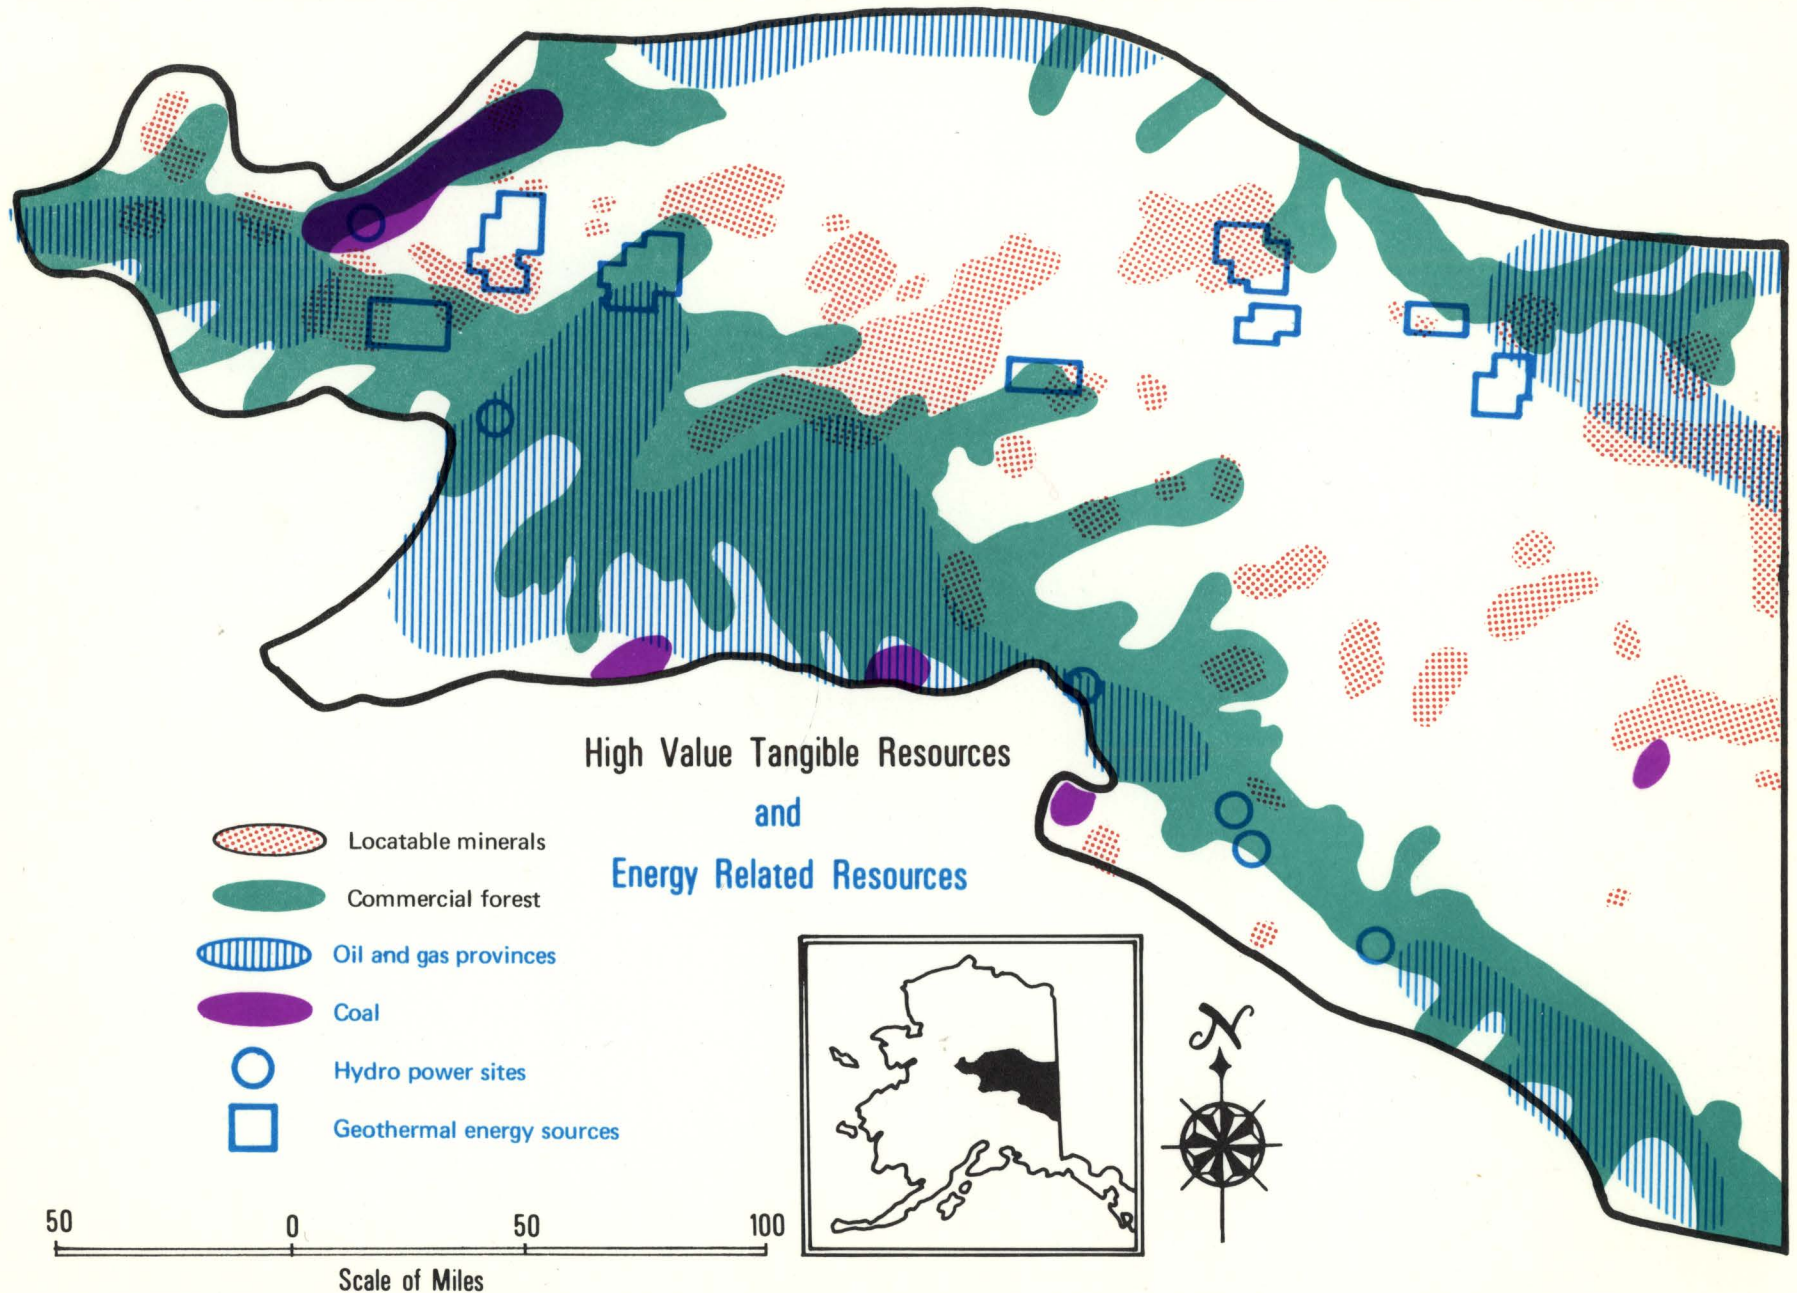 High Value Tangible Resources
and
Energy Related Resources
Locatable minerals
Commercial forest
Oil and gas provinces
Coal
Hydro power sites
Geothermal energy sources
N
50 0 50 100
Scale of Miles